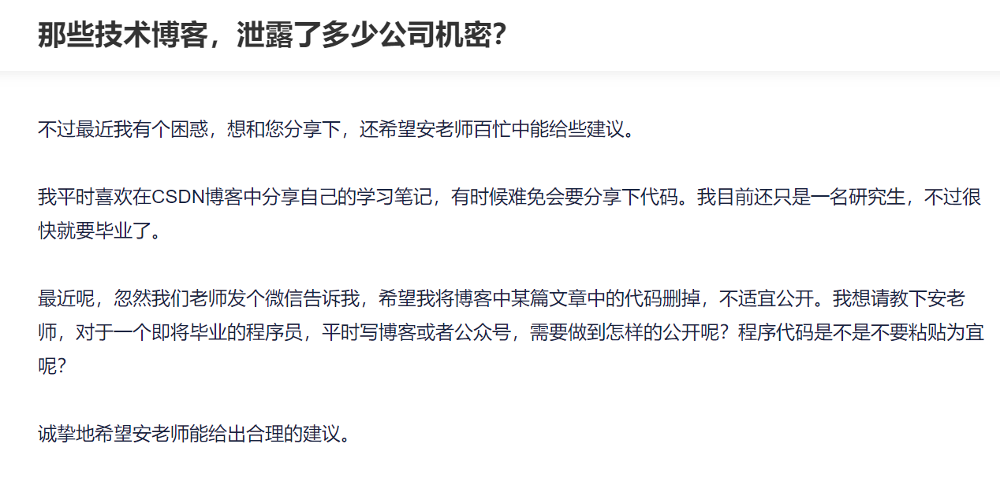 那些技术博客，泄露了多少公司机密？
不过最近我有个困惑，想和您分享下，还希望安老师百忙中能给些建议。
我平时喜欢在CSDN博客中分享自己的学习笔记，有时候难免会要分享下代码。我目前还只是一名研究生，不过很
快就要毕业了。
最近呢，忽然我们老师发个微信告诉我，希望我将博客中某篇文章中的代码删掉，不适宜公开。我想请教下安老
师，对于一个即将毕业的程序员，平时写博客或者公众号，需要做到怎样的公开呢？程序代码是不是不要粘贴为宜
呢？
诚挚地希望安老师能给出合理的建议。